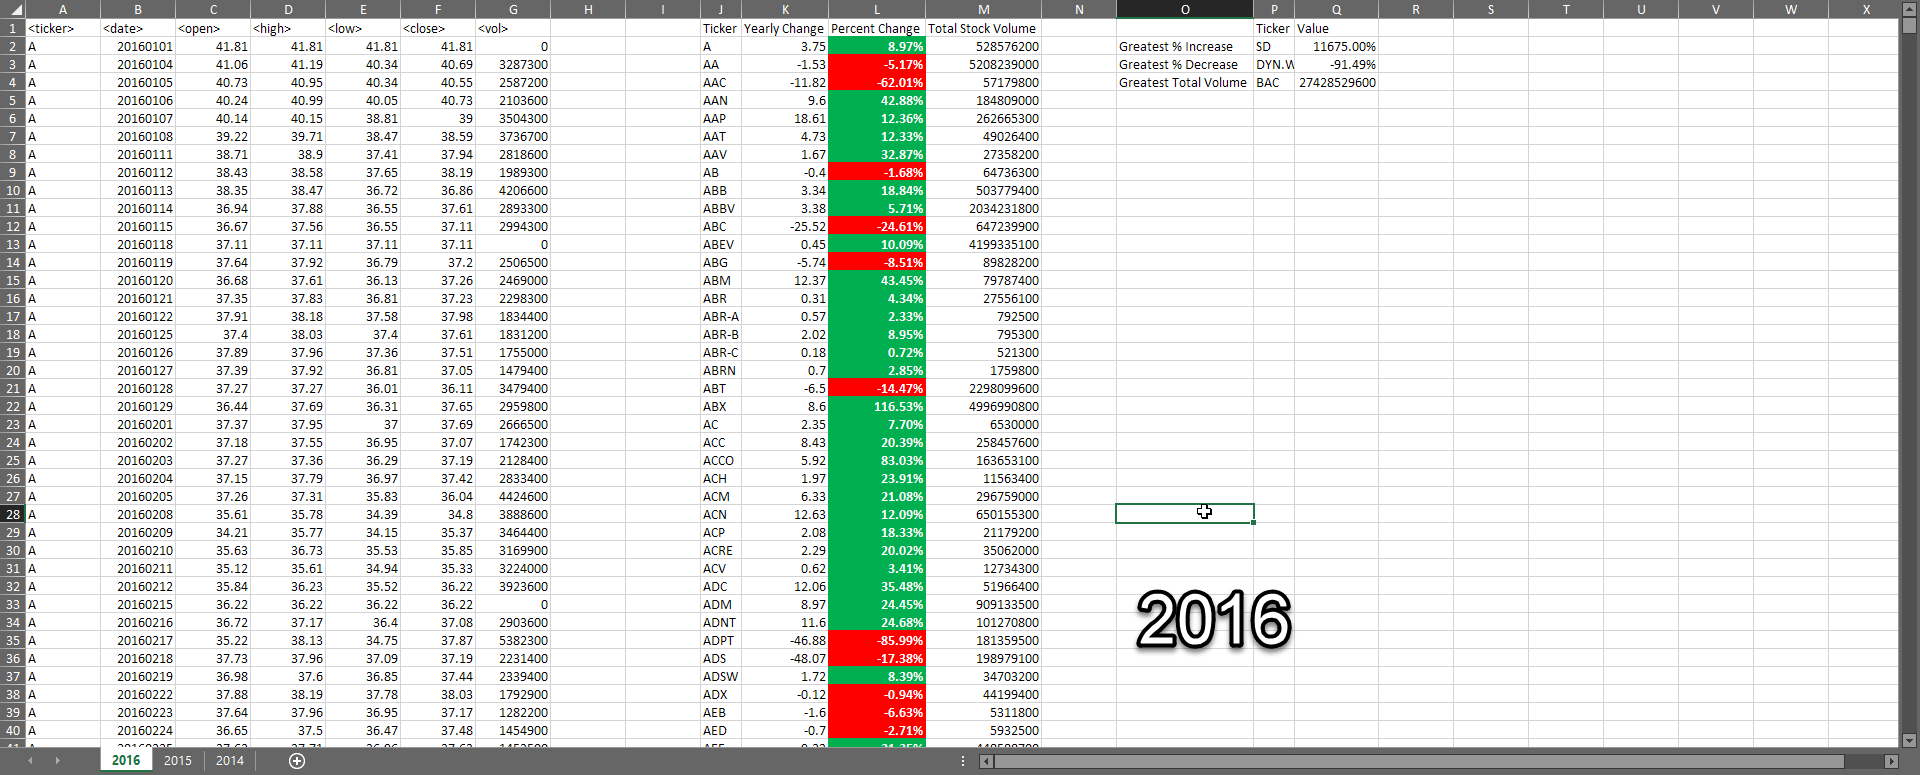 A B C D E F G H I J K L M N O P Q R S T U V W X
1 <ticker> <date> <open> <high> <low> <close> <vol> Ticker Yearly Change Percent Change Total Stock Volume Ticker Value
2 A 20160101 41.81 41.81 41.81 41.81 0 A 3.75 8.97% 528576200 Greatest % Increase SD 11675.00%
3 A 20160104 41.06 41.19 40.34 40.69 3287300 AA -1.53 -5.17% 5208239000 Greatest % Decrease DYN.W -91.49%
4 A 20160105 40.73 40.95 40.34 40.55 2587200 AAC -11.82 -62.01% 57179800 Greatest Total Volume BAC 27428529600
5 A 20160106 40.24 40.99 40.05 40.73 2103600 AAN 9.6 42.88% 184809000
6 A 20160107 40.14 40.15 38.81 39 3504300 AAP 18.61 12.36% 262665300
7 A 20160108 39.22 39.71 38.47 38.59 3736700 AAT 4.73 12.33% 49026400
8 A 20160111 38.71 38.9 37.41 37.94 2818600 AAV 1.67 32.87% 27358200
9 A 20160112 38.43 38.58 37.65 38.19 1989300 AB -0.4 -1.68% 64736300
10 A 20160113 38.35 38.47 36.72 36.86 4206600 ABB 3.34 18.84% 503779400
11 A 20160114 36.94 37.88 36.55 37.61 2893300 ABBV 3.38 5.71% 2034231800
12 A 20160115 36.67 37.56 36.55 37.11 2994300 ABC -25.52 -24.61% 647239900
13 A 20160118 37.11 37.11 37.11 37.11 0 ABEV 0.45 10.09% 4199335100
14 A 20160119 37.64 37.92 36.79 37.2 2506500 ABG -5.74 -8.51% 89828200
15 A 20160120 36.68 37.61 36.13 37.26 2469000 ABM 12.37 43.45% 79787400
16 A 20160121 37.35 37.83 36.81 37.23 2298300 ABR 0.31 4.34% 27556100
17 A 20160122 37.91 38.18 37.58 37.98 1834400 ABR-A 0.57 2.33% 792500
18 A 20160125 37.4 38.03 37.4 37.61 1831200 ABR-B 2.02 8.95% 795300
19 A 20160126 37.89 37.96 37.36 37.51 1755000 ABR-C 0.18 0.72% 521300
20 A 20160127 37.39 37.92 36.81 37.05 1479400 ABRN 0.7 2.85% 1759800
21 A 20160128 37.27 37.27 36.01 36.11 3479400 ABT -6.5 -14.47% 2298099600
22 A 20160129 36.44 37.69 36.31 37.65 2959800 ABX 8.6 116.53% 4996990800
23 A 20160201 37.37 37.95 37 37.69 2666500 AC 2.35 7.70% 6530000
24 A 20160202 37.18 37.55 36.95 37.07 1742300 ACC 8.43 20.39% 258457600
25 A 20160203 37.27 37.36 36.29 37.19 2128400 ACCO 5.92 83.03% 163653100
26 A 20160204 37.15 37.79 36.97 37.42 2833400 ACH 1.97 23.91% 11563400
27 A 20160205 37.26 37.31 35.83 36.04 4424600 ACM 6.33 21.08% 296759000
28 A 20160208 35.61 35.78 34.39 34.8 3888600 ACN 12.63 12.09% 650155300
29 A 20160209 34.21 35.77 34.15 35.37 3464400 ACP 2.08 18.33% 21179200
30 A 20160210 35.63 36.73 35.53 35.85 3169900 ACRE 2.29 20.02% 35062000
31 A 20160211 35.12 35.61 34.94 35.33 3224000 ACV 0.62 3.41% 12734300
32 A 20160212 35.84 36.23 35.52 36.22 3923600 ADC 12.06 35.48% 51966400
33 A 20160215 36.22 36.22 36.22 36.22 0 ADM 8.97 24.45% 909133500
34 A 20160216 36.72 37.17 36.4 37.08 2903600 ADNT 11.6 24.68% 101270800
35 A 20160217 35.22 38.13 34.75 37.87 5382300 ADPT -46.88 -85.99% 181359500
36 A 20160218 37.73 37.96 37.09 37.19 2231400 ADS -48.07 -17.38% 198979100
37 A 20160219 36.98 37.6 36.85 37.44 2339400 ADSW 1.72 8.39% 34703200
38 A 20160222 37.88 38.19 37.78 38.03 1792900 ADX -0.12 -0.94% 44199400
39 A 20160223 37.64 37.96 36.95 37.17 1282200 AEB -1.6 -6.63% 5311800
40 A 20160224 36.65 37.5 36.47 37.48 1454900 AED -0.7 -2.71% 5932500
2016
2016 2015 2014